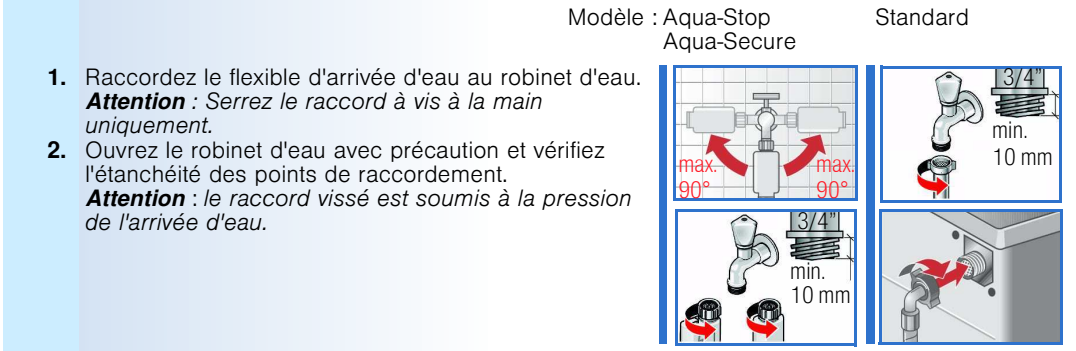 Modèle : Aqua-Stop Standard
Aqua-Secure
1. Raccordez le flexible d'arrivée d'eau au robinet d'eau.
Attention : Serrez le raccord à vis à la main
uniquement.
2. Ouvrez le robinet d'eau avec précaution et vérifiez
l'étanchéité des points de raccordement.
Attention : le raccord vissé est soumis à la pression
de l'arrivée d'eau.
max. max.
90° 90°
3/4”
min.
10 mm
3/4”
min.
10 mm